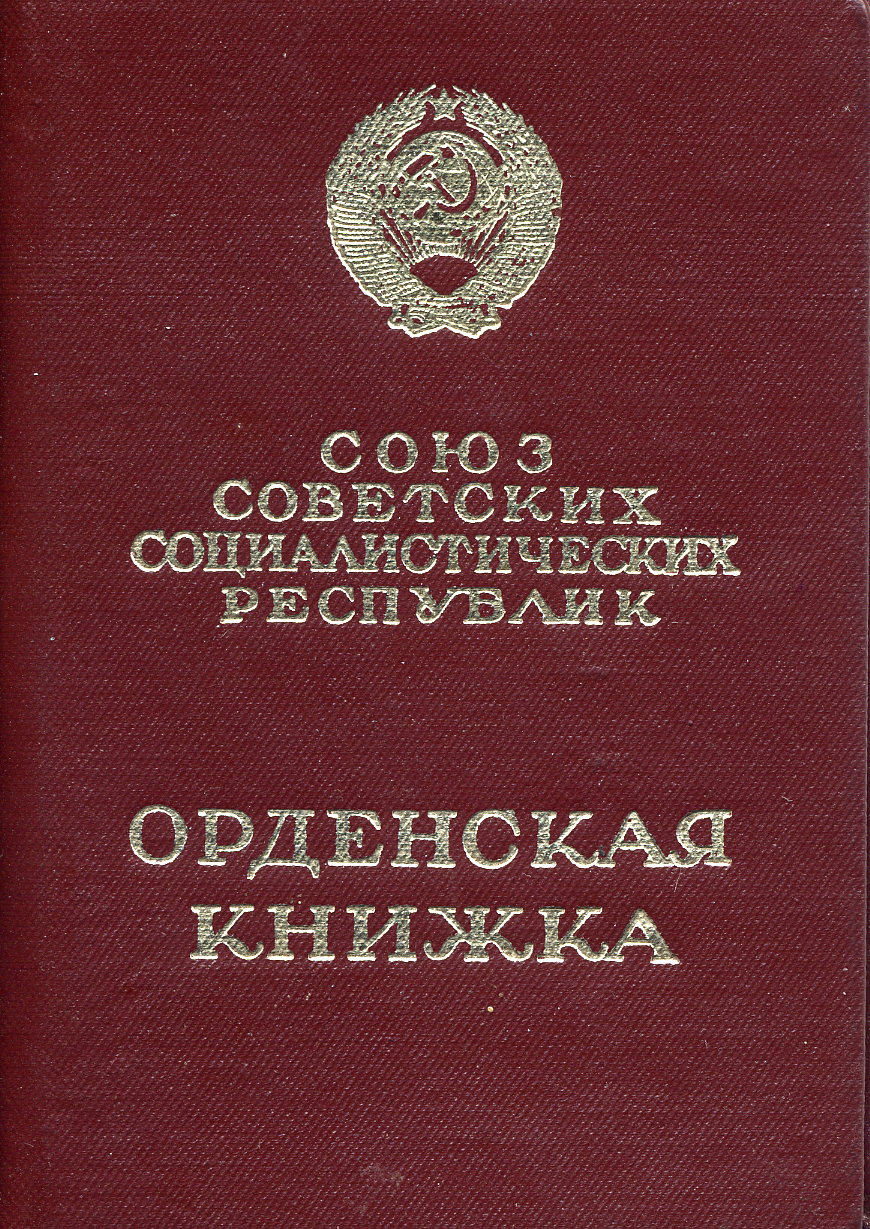 СОЮЗ
СОВЕТСКИХ
СОЦИАЛИСТИЧЕСКИХ
РЕСПУБЛИК
ОРДЕНСКАЯ
КНИЖКА